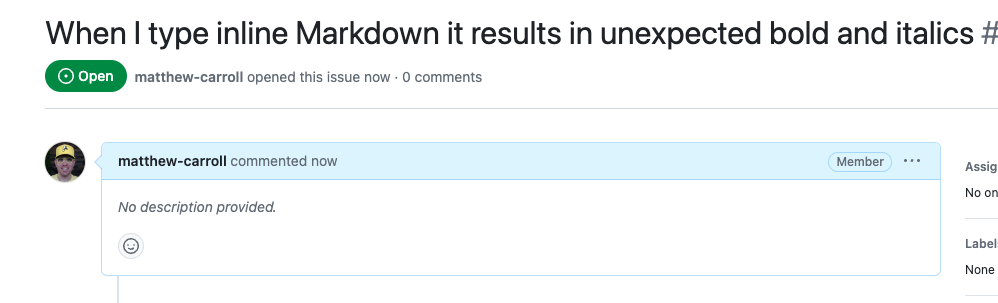 When I type inline Markdown it results in unexpected bold and italics #
Open matthew-carroll opened this issue now · 0 comments
matthew-carroll commented now Member ···
Assig
No description provided.
No on
Labels
None